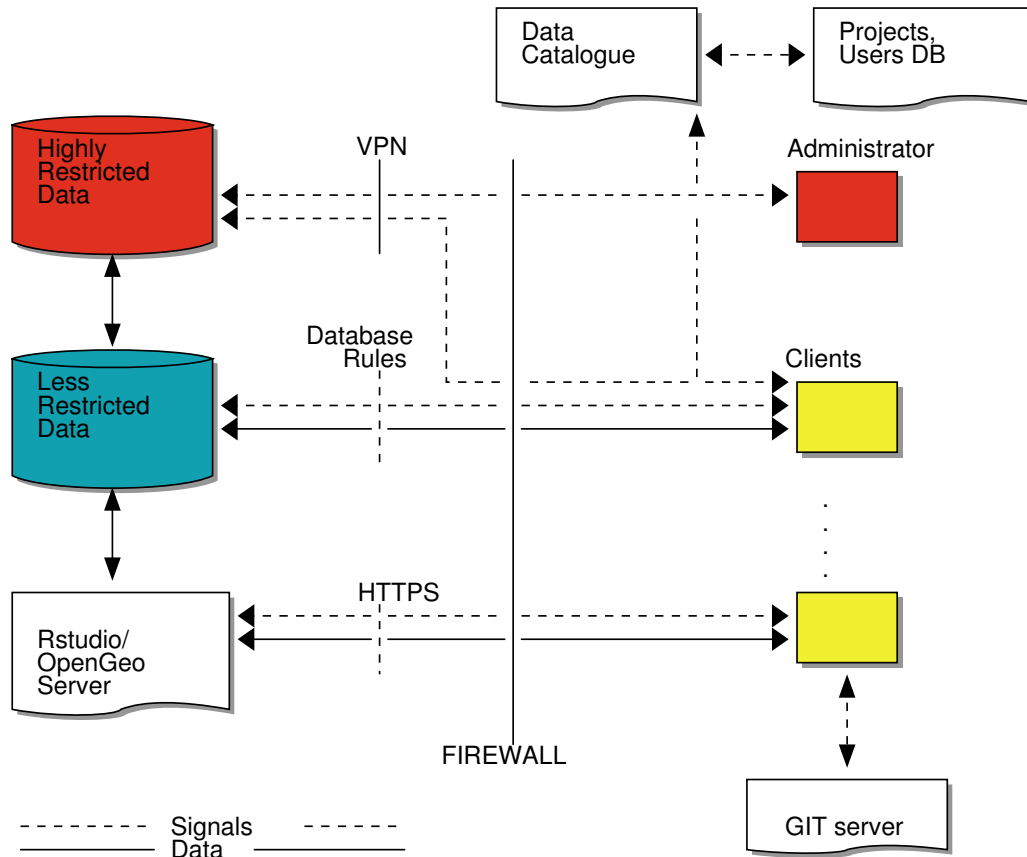 Data
Catalogue
Projects,
Users DB
Highly
Restricted
Data
VPN
Administrator
Database
Rules
Clients
Less
Restricted
Data
HTTPS
Rstudio/
OpenGeo
Server
FIREWALL
GIT server
Signals
Data